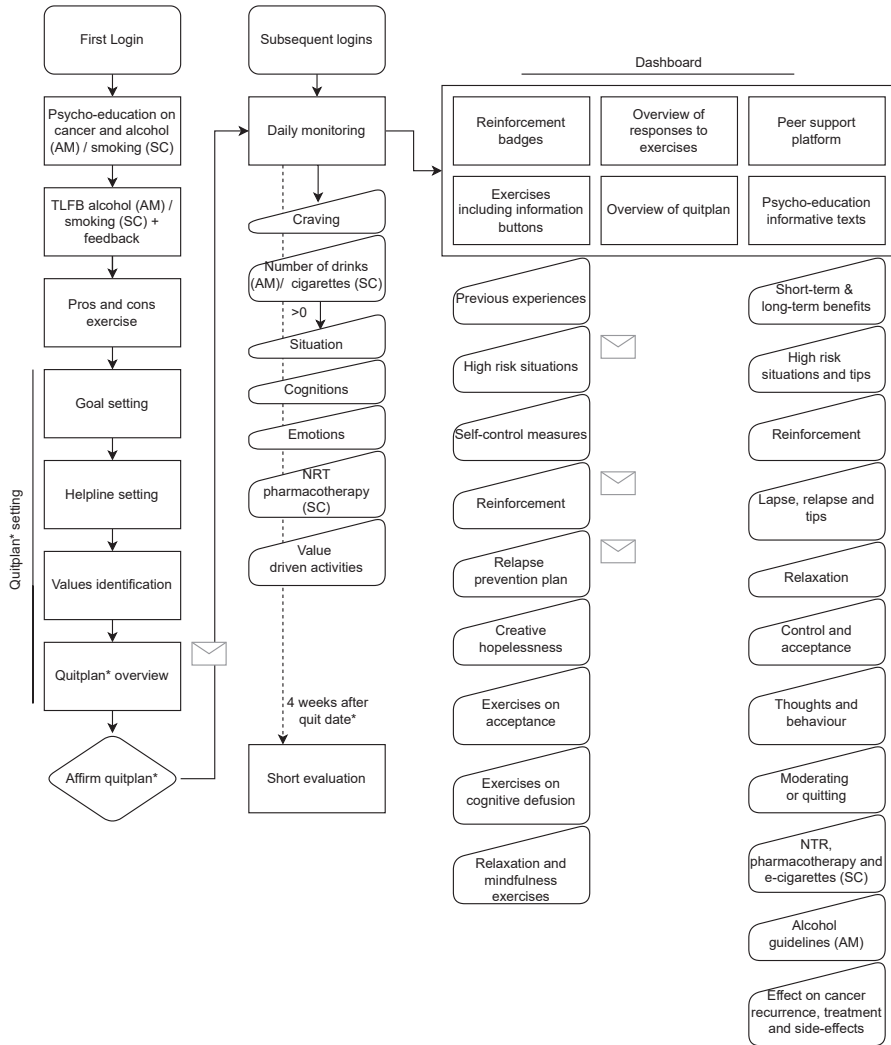 First Login
Psycho-education on
cancer and alcohol
(AM) / smoking (SC)
TLFB alcohol (AM) /
smoking (SC) +
feedback
Pros and cons
exercise
Quitplan* setting
Goal setting
Helpline setting
Values identification
Quitplan* overview
Affirm quitplan*
Subsequent logins
Daily monitoring
Craving
Number of drinks
(AM)/ cigarettes (SC)
>0
Situation
Cognitions
Emotions
NRT
pharmacotherapy
(SC)
Value
driven activities
4 weeks after
quit date*
Short evaluation
Dashboard
Reinforcement
badges
Overview of
responses to
exercises
Peer support
platform
Exercises
including information
buttons
Overview of quitplan
Psycho-education
informative texts
Previous experiences
High risk situations
Self-control measures
Reinforcement
Relapse
prevention plan
Creative
hopelessness
Exercises on
acceptance
Exercises on
cognitive defusion
Relaxation and
mindfulness
exercises
Short-term &
long-term benefits
High risk
situations and tips
Reinforcement
Lapse, relapse and
tips
Relaxation
Control and
acceptance
Thoughts and
behaviour
Moderating
or quitting
NTR,
pharmacotherapy and
e-cigarettes (SC)
Alcohol
guidelines (AM)
Effect on cancer
recurrence, treatment
and side-effects